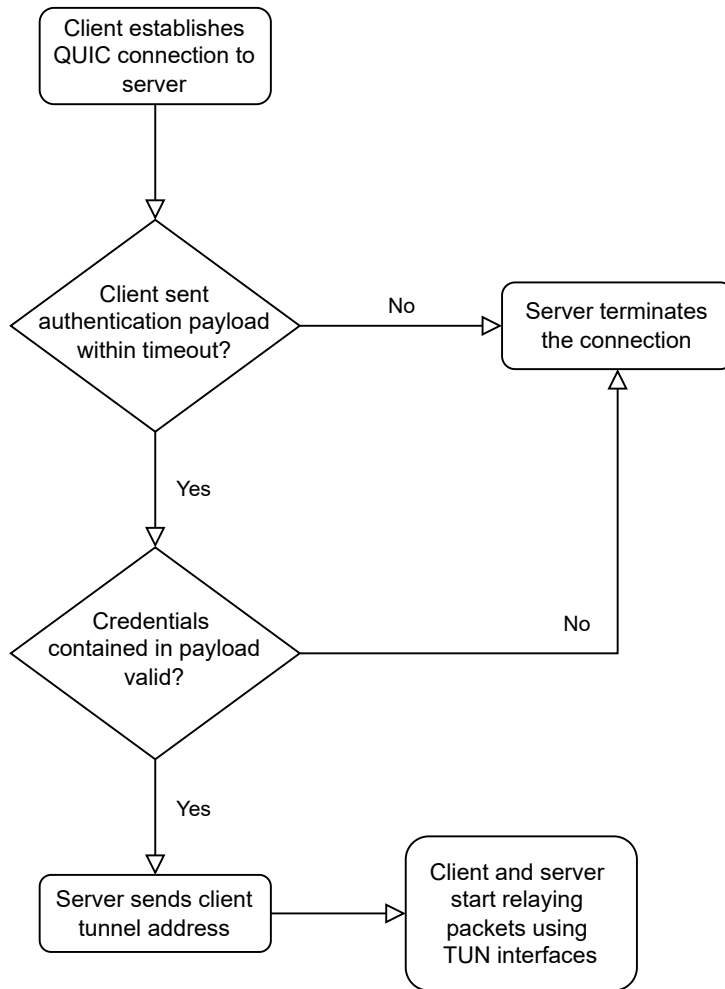 Client establishes
QUIC connection to
server
Client sent
authentication payload
within timeout?
No
Server terminates
the connection
Yes
Credentials
contained in payload
valid?
No
Yes
Server sends client
tunnel address
Client and server
start relaying
packets using
TUN interfaces